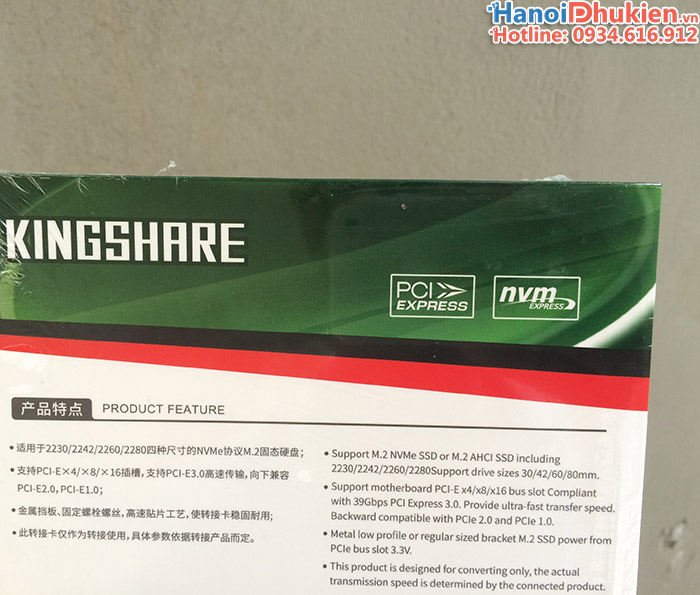 HanoiPhukien.vn
Hotline: 0934.616.912
KINGSHARE
PCI EXPRESS
nvm EXPRESS
产品特点 PRODUCT FEATURE
•适用于2230/2242/2260/2280四种尺寸的NVMe协议M.2固态硬盘；
•支持PCI-E×4/×8/×16插槽，支持PCI-E3.0高速传输，向下兼容
PCI-E2.0，PCI-E1.0；
•金属挡板、固定螺栓螺丝，高速贴片工艺，使转接卡稳固耐用；
•此转接卡仅作为转接使用，具体参数依据转接产品而定。
• Support M.2 NVMe SSD or M.2 AHCI SSD including
2230/2242/2260/2280Support drive sizes 30/42/60/80mm.
• Support motherboard PCI-E x4/x8/x16 bus slot Compliant
with 39Gbps PCI Express 3.0. Provide ultra-fast transfer speed.
Backward compatible with PCIe 2.0 and PCIe 1.0.
• Metal low profile or regular sized bracket M.2 SSD power from
PCIe bus slot 3.3V.
• This product is designed for converting only, the actual
transmission speed is determined by the connected product.